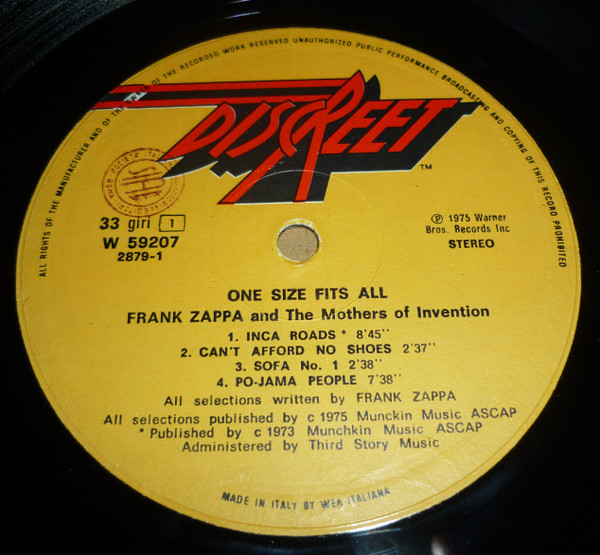 ALL RIGHTS OF THE MANUFACTURER AND OF THE OF THE RECORDED WORK RESERVED UNAUTHORIZED PUBLIC PERFORMANCE BROADCASTING AND COPYING OF THIS RECORD PROHIBITED
DISCREET
TM
SIAE
33 giri 1
W 59207
2879-1
℗ 1975 Warner
Bros. Records Inc
STEREO
ONE SIZE FITS ALL
FRANK ZAPPA and The Mothers of Invention
1. INCA ROADS * 8'45''
2. CAN'T AFFORD NO SHOES 2'37''
3. SOFA No. 1 2'38''
4. PO-JAMA PEOPLE 7'38''
All selections written by FRANK ZAPPA
All selections published by c 1975 Munckin Music ASCAP
* Published by c 1973 Munchkin Music ASCAP
Administered by Third Story Music
MADE IN ITALY BY WEA ITALIANA